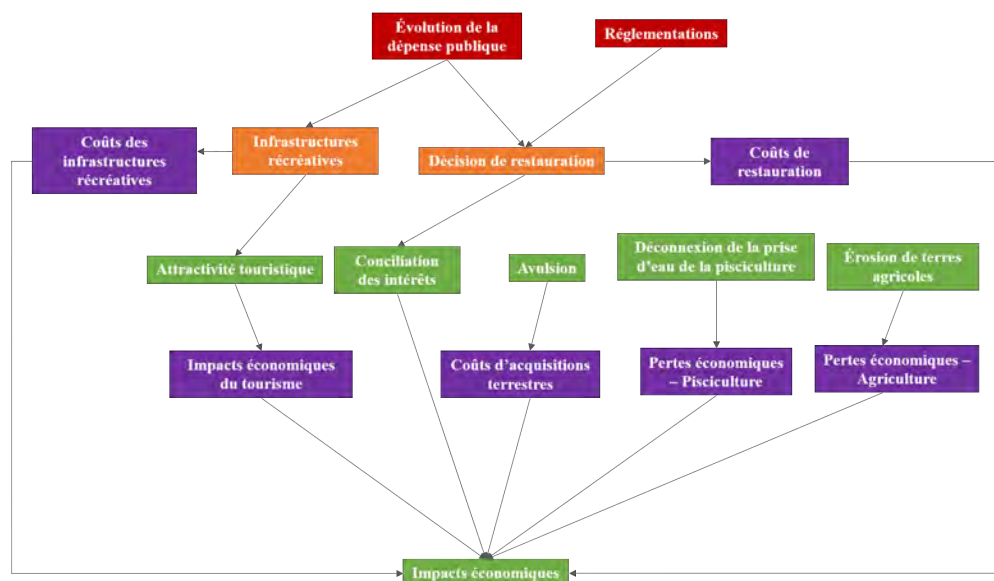 Évolution de la
dépense publique
Réglementations
Coûts des
infrastructures
récréatives
Infrastructures
récréatives
Décision de restauration
Coûts de
restauration
Attractivité touristique
Conciliation
des intérêts
Avulsion
Déconnexion de la prise
d'eau de la pisciculture
Érosion de terres
agricoles
Impacts économiques
du tourisme
Coûts d'acquisitions
terrestres
Pertes économiques
– Pisciculture
Pertes économiques –
Agriculture
Impacts économiques